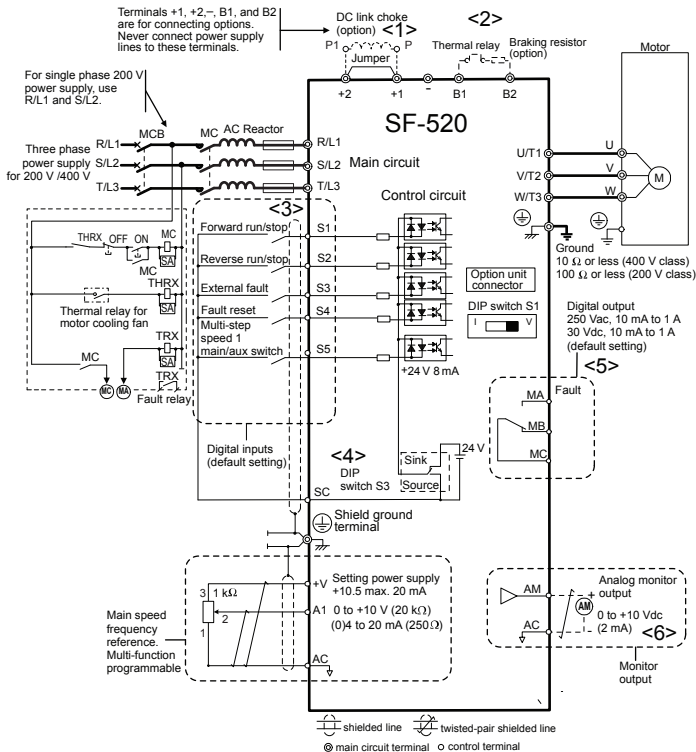 Terminals +1, +2,–, B1, and B2
are for connecting options.
Never connect power supply
lines to these terminals.
DC link choke
(option) <1>
P1
P
Jumper
+2
+1
–
<2>
Thermal relay
Braking resistor
(option)
B1
B2
Motor
For single phase 200 V
power supply, use
R/L1 and S/L2.
SF-520
MCB
MC
AC Reactor
Three phase
power supply
for 200 V /400 V
R/L1
S/L2
T/L3
R/L1
S/L2
T/L3
Main circuit
U/T1
V/T2
W/T3
U
V
W
M
Control circuit
<3>
Forward run/stop
S1
Reverse run/stop
S2
External fault
S3
Fault reset
S4
Multi-step
speed 1
main/aux switch
S5
+24 V 8 mA
Digital inputs
(default setting)
THRX
OFF
ON
MC
SA
MC
THRX
SA
Thermal relay for
motor cooling fan
TRX
SA
MC
MC
MA
TRX
Fault relay
Option unit
connector
DIP switch S1
I
V
Ground
10 Ω or less (400 V class)
100 Ω or less (200 V class)
Digital output
250 Vac, 10 mA to 1 A
30 Vdc, 10 mA to 1 A
(default setting)
<5>
MA
Fault
MB
MC
<4>
DIP
switch S3
Sink
Source
24 V
SC
Shield ground
terminal
Main speed
frequency
reference.
Multi-function
programmable
3
1 kΩ
2
1
+V
Setting power supply
+10.5 max. 20 mA
A1
0 to +10 V (20 kΩ)
(0)4 to 20 mA (250Ω)
AC
AM
AC
+
AM
–
Analog monitor
output
0 to +10 Vdc
(2 mA)
<6>
Monitor
output
shielded line
twisted-pair shielded line
main circuit terminal
control terminal